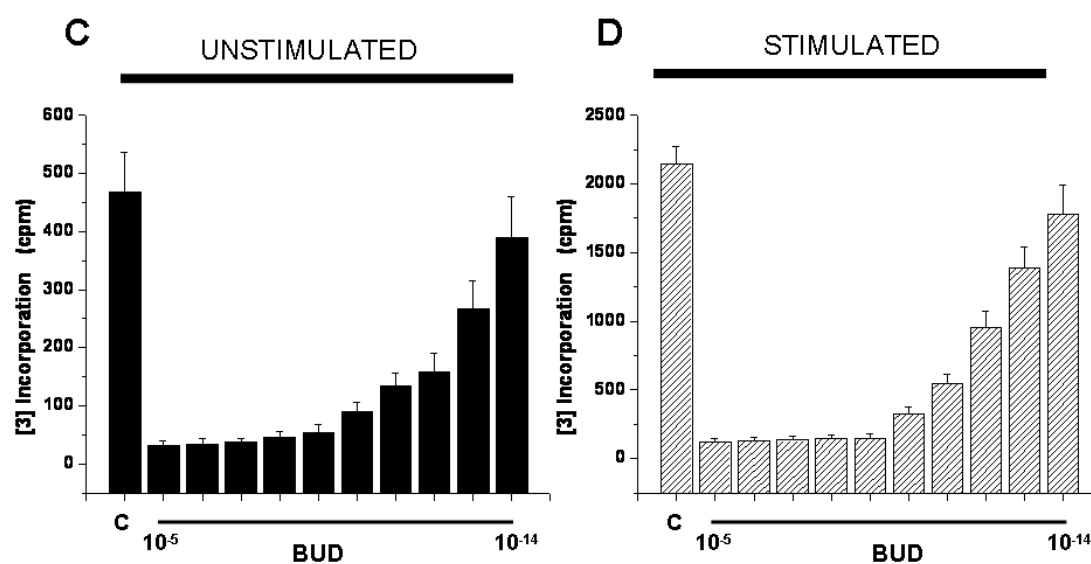 C
UNSTIMULATED
[3] Incorporation (cpm)
600
500
400
300
200
100
0
C
10-5
BUD
10-14
D
STIMULATED
[3] Incorporation (cpm)
2500
2000
1500
1000
500
0
10-5
BUD
10-14